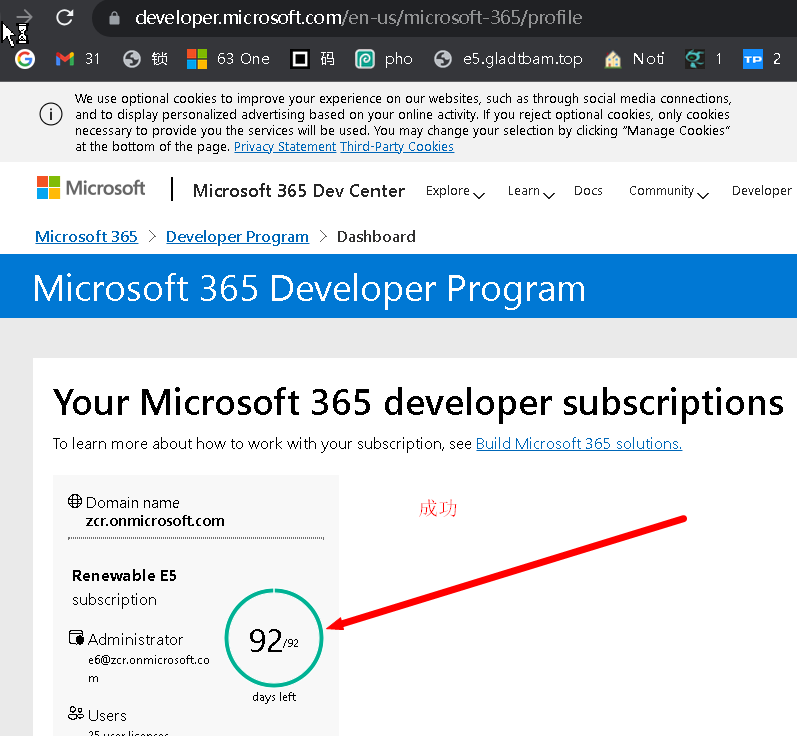 developer.microsoft.com/en-us/microsoft-365/profile
31 锁 63 One 码 pho e5.gladtbam.top Noti 1 TP 2
We use optional cookies to improve your experience on our websites, such as through social media connections,
and to display personalized advertising based on your online activity. If you reject optional cookies, only cookies
necessary to provide you the services will be used. You may change your selection by clicking “Manage Cookies”
at the bottom of the page. Privacy Statement Third-Party Cookies
Microsoft Microsoft 365 Dev Center Explore Learn Docs Community Developer
Microsoft 365 > Developer Program > Dashboard
Microsoft 365 Developer Program
Your Microsoft 365 developer subscriptions
To learn more about how to work with your subscription, see Build Microsoft 365 solutions.
Domain name
zcr.onmicrosoft.com
成功
Renewable E5
subscription
92/92
days left
Administrator
e6@zcr.onmicrosoft.co
m
Users
25 user licenses